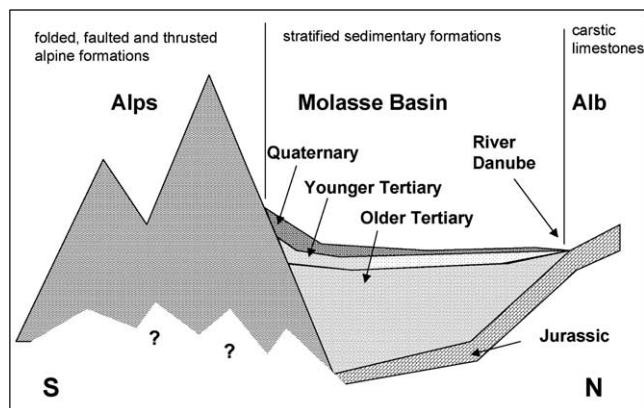 folded, faulted and thrusted
alpine formations
stratified sedimentary formations
carstic
limestones
Alps
Molasse Basin
Alb
River
Danube
Quaternary
Younger Tertiary
Older Tertiary
?
?
Jurassic
S
N